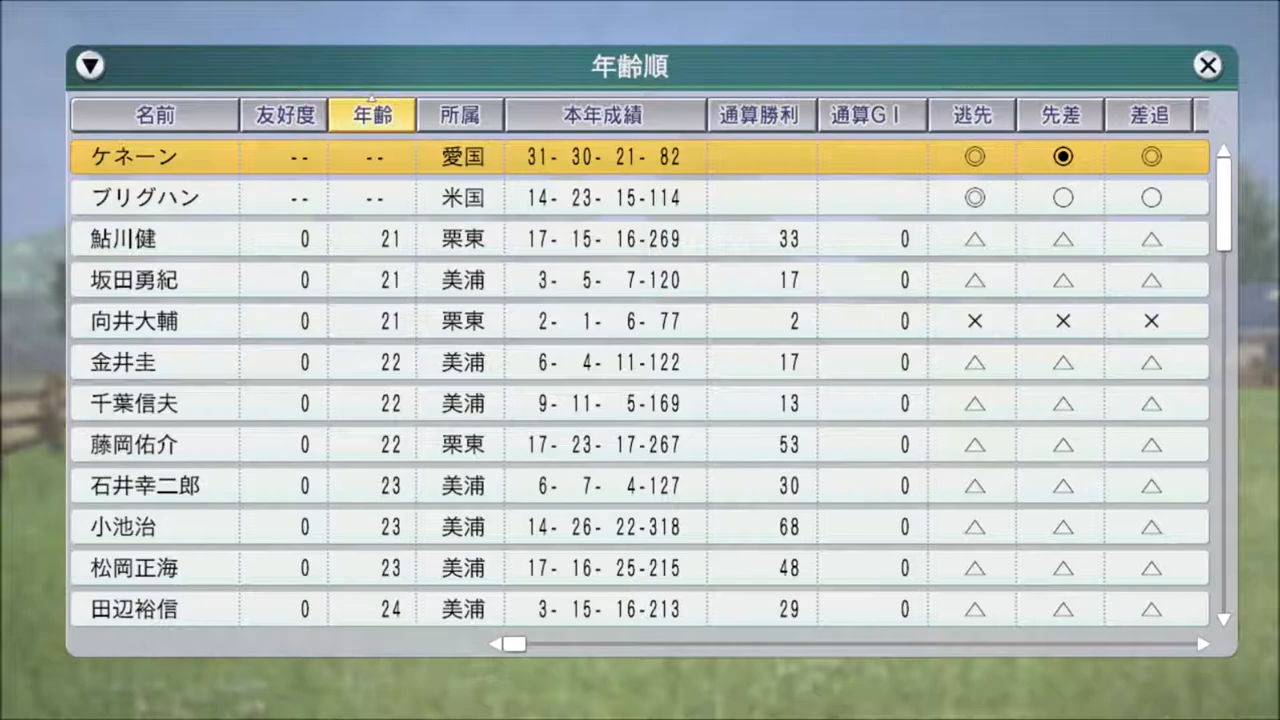 年齢順
名前 友好度 年齢 所属 本年成績 通算勝利 通算GⅠ 逃先 先差 差追
ケネーン -- -- 愛国 31- 30- 21- 82 ◎ ◉ ◎
ブリグハン -- -- 米国 14- 23- 15-114 ◎ ○ ○
鮎川健 0 21 栗東 17- 15- 16-269 33 0 △ △ △
坂田勇紀 0 21 美浦 3- 5- 7-120 17 0 △ △ △
向井大輔 0 21 栗東 2- 1- 6- 77 2 0 × × ×
金井圭 0 22 美浦 6- 4- 11-122 17 0 △ △ △
千葉信夫 0 22 美浦 9- 11- 5-169 13 0 △ △ △
藤岡佑介 0 22 栗東 17- 23- 17-267 53 0 △ △ △
石井幸二郎 0 23 美浦 6- 7- 4-127 30 0 △ △ △
小池治 0 23 美浦 14- 26- 22-318 68 0 △ △ △
松岡正海 0 23 美浦 17- 16- 25-215 48 0 △ △ △
田辺裕信 0 24 美浦 3- 15- 16-213 29 0 △ △ △